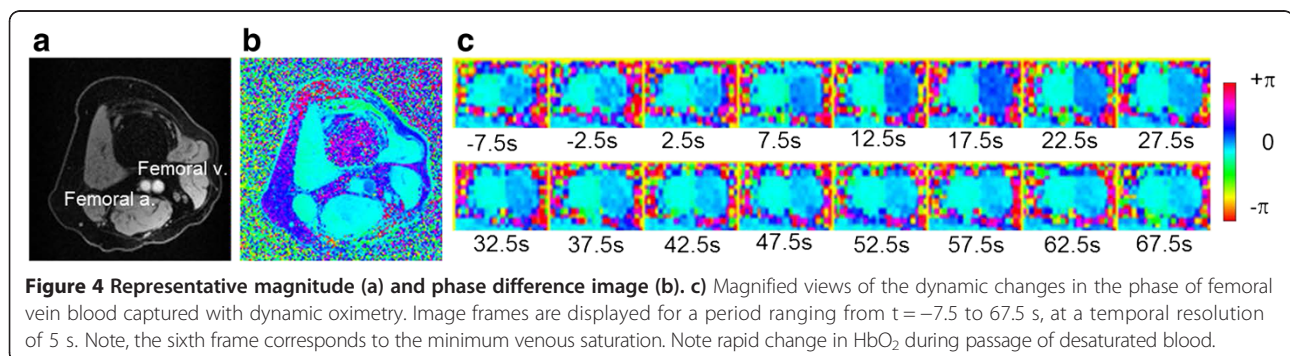 a b c
Femoral v.
Femoral a.
-7.5s -2.5s 2.5s 7.5s 12.5s 17.5s 22.5s 27.5s
32.5s 37.5s 42.5s 47.5s 52.5s 57.5s 62.5s 67.5s
+π
0
-π
Figure 4 Representative magnitude (a) and phase difference image (b). c) Magnified views of the dynamic changes in the phase of femoral
vein blood captured with dynamic oximetry. Image frames are displayed for a period ranging from t = −7.5 to 67.5 s, at a temporal resolution
of 5 s. Note, the sixth frame corresponds to the minimum venous saturation. Note rapid change in HbO₂ during passage of desaturated blood.